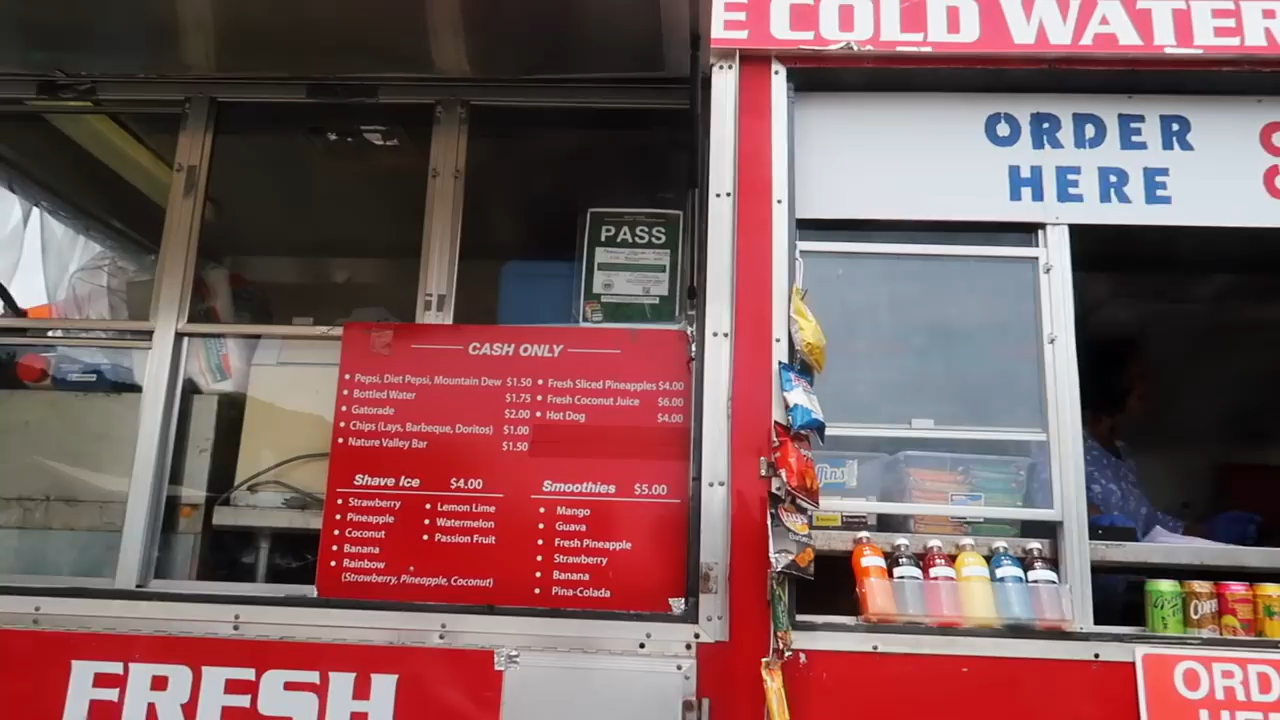 E COLD WATER
ORDER
HERE
PASS
CASH ONLY
• Pepsi, Diet Pepsi, Mountain Dew $1.50
• Bottled Water $1.75
• Gatorade $2.00
• Chips (Lays, Barbeque, Doritos) $1.00
• Nature Valley Bar $1.50
• Fresh Sliced Pineapples $4.00
• Fresh Coconut Juice $6.00
• Hot Dog $4.00
Shave Ice $4.00
• Strawberry
• Pineapple
• Coconut
• Banana
• Rainbow
(Strawberry, Pineapple, Coconut)
• Lemon Lime
• Watermelon
• Passion Fruit
Smoothies $5.00
• Mango
• Guava
• Fresh Pineapple
• Strawberry
• Banana
• Pina-Colada
ffins
FRESH
ORD
HE